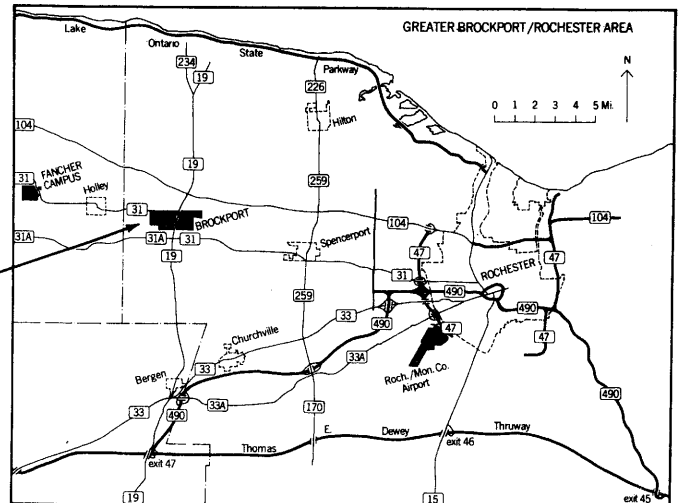 GREATER BROCKPORT/ROCHESTER AREA
Lake
Ontario
State
Parkway
N
0 1 2 3 4 5 Mi.
234
19
226
Hilton
104
19
259
31
FANCHER
CAMPUS
Holley
31
BROCKPORT
104
104
31A
31A
31
Spencerport
47
47
19
31
ROCHESTER
259
490
490
33
490
47
47
Churchville
33A
Roch./Mon. Co.
Airport
Bergen
33
490
33
33A
170
490
Thomas
E.
Dewey
Thruway
exit 47
exit 46
exit 45
19
15